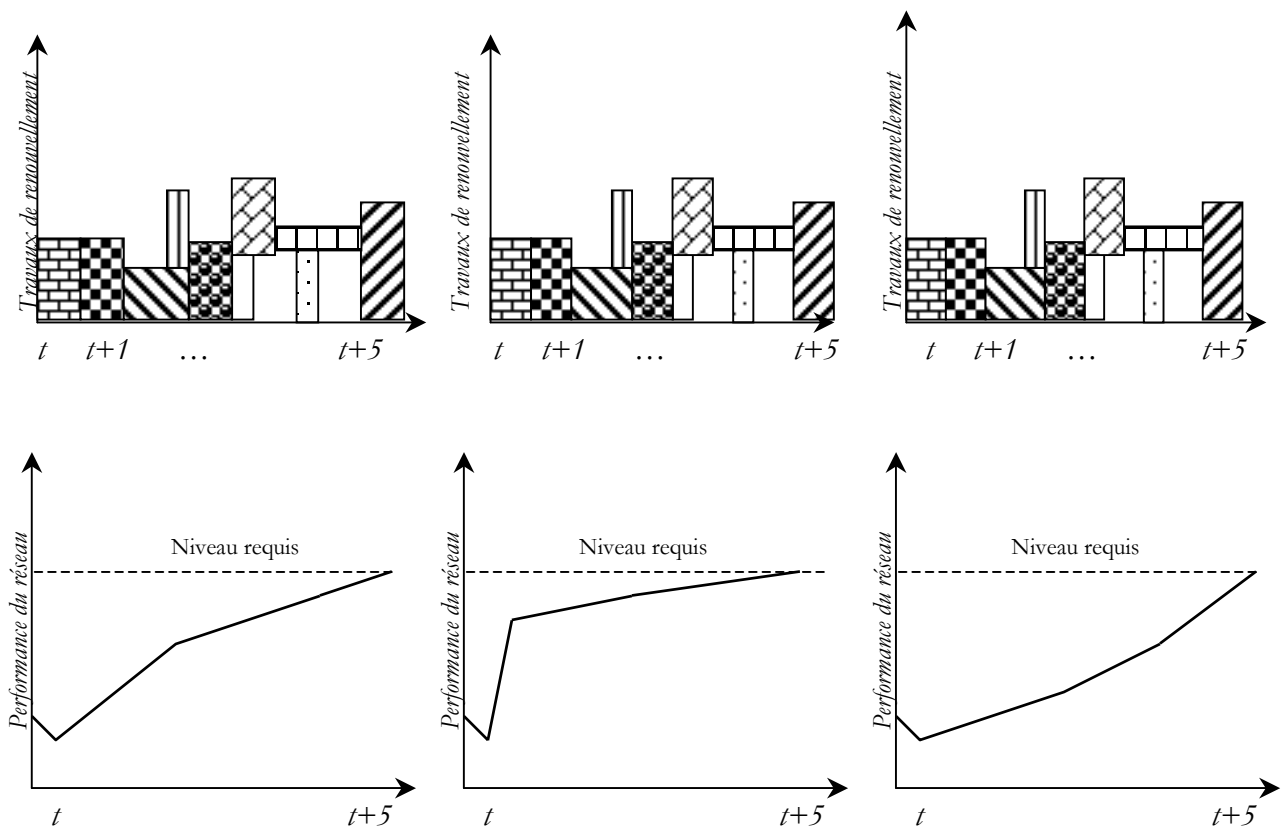 Travaux de renouvellement
t t+1 ... t+5
Travaux de renouvellement
t t+1 ... t+5
Travaux de renouvellement
t t+1 ... t+5
Performance du réseau
Niveau requis
t t+5
Performance du réseau
Niveau requis
t t+5
Performance du réseau
Niveau requis
t t+5